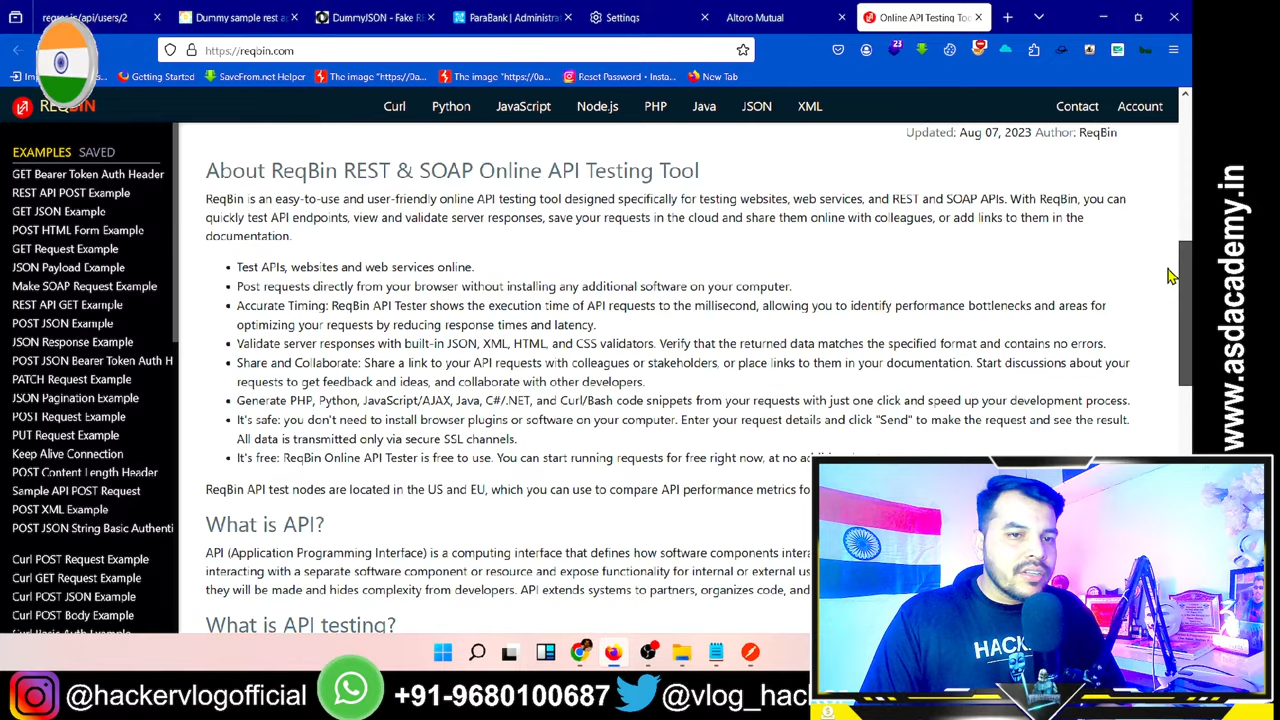 reqres.in/api/users/2
Dummy sample rest a
DummyJSON - Fake R
ParaBank | Administra
Settings
Altoro Mutual
Online API Testing Too
https://reqbin.com
23
Getting Started
SaveFrom.net Helper
The image "https://0a...
The image "https://0a...
Reset Password • Insta...
New Tab
REQBIN
Curl
Python
JavaScript
Node.js
PHP
Java
JSON
XML
Contact
Account
EXAMPLES SAVED
GET Bearer Token Auth Header
REST API POST Example
GET JSON Example
POST HTML Form Example
GET Request Example
JSON Payload Example
Make SOAP Request Example
REST API GET Example
POST JSON Example
JSON Response Example
POST JSON Bearer Token Auth H
PATCH Request Example
JSON Pagination Example
POST Request Example
PUT Request Example
Keep Alive Connection
POST Content Length Header
Sample API POST Request
POST XML Example
POST JSON String Basic Authenti
Curl POST Request Example
Curl GET Request Example
Curl POST JSON Example
Curl POST Body Example
Updated: Aug 07, 2023 Author: ReqBin
About ReqBin REST & SOAP Online API Testing Tool
ReqBin is an easy-to-use and user-friendly online API testing tool designed specifically for testing websites, web services, and REST and SOAP APIs. With ReqBin, you can
quickly test API endpoints, view and validate server responses, save your requests in the cloud and share them online with colleagues, or add links to them in the
documentation.
• Test APIs, websites and web services online.
• Post requests directly from your browser without installing any additional software on your computer.
• Accurate Timing: ReqBin API Tester shows the execution time of API requests to the millisecond, allowing you to identify performance bottlenecks and areas for
optimizing your requests by reducing response times and latency.
• Validate server responses with built-in JSON, XML, HTML, and CSS validators. Verify that the returned data matches the specified format and contains no errors.
• Share and Collaborate: Share a link to your API requests with colleagues or stakeholders, or place links to them in your documentation. Start discussions about your
requests to get feedback and ideas, and collaborate with other developers.
• Generate PHP, Python, JavaScript/AJAX, Java, C#/.NET, and Curl/Bash code snippets from your requests with just one click and speed up your development process.
• It's safe: you don't need to install browser plugins or software on your computer. Enter your request details and click "Send" to make the request and see the result.
All data is transmitted only via secure SSL channels.
• It's free: ReqBin Online API Tester is free to use. You can start running requests for free right now, at no
ReqBin API test nodes are located in the US and EU, which you can use to compare API performance metrics fo
What is API?
API (Application Programming Interface) is a computing interface that defines how software components intera
interacting with a separate software component or resource and expose functionality for internal or external us
they will be made and hides complexity from developers. API extends systems to partners, organizes code, and
What is API testing?
www.asdacademy.in
HACK
@hackervlogofficial
+91-9680100687
@vlog_hac